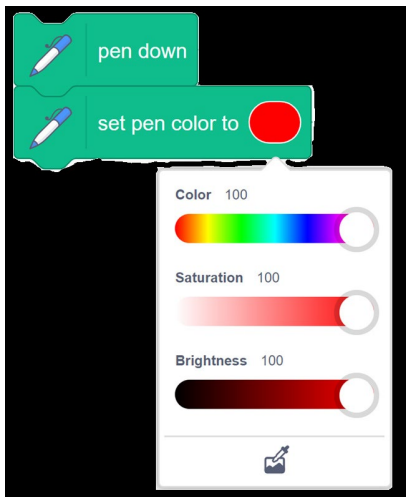 pen down
set pen color to
Color 100
Saturation 100
Brightness 100